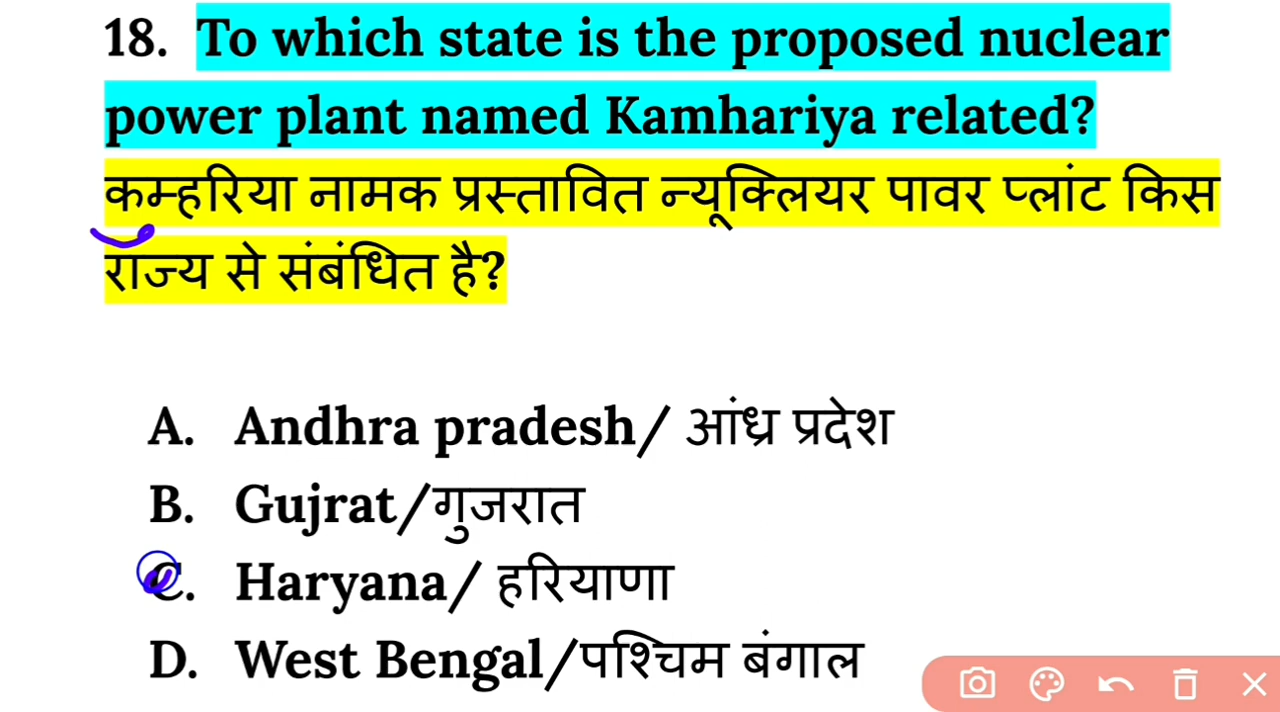 18. To which state is the proposed nuclear
power plant named Kamhariya related?
कम्हरिया नामक प्रस्तावित न्यूक्लियर पावर प्लांट किस
राज्य से संबंधित है?
A. Andhra pradesh/ आंध्र प्रदेश
B. Gujrat/गुजरात
C. Haryana/ हरियाणा
D. West Bengal/पश्चिम बंगाल